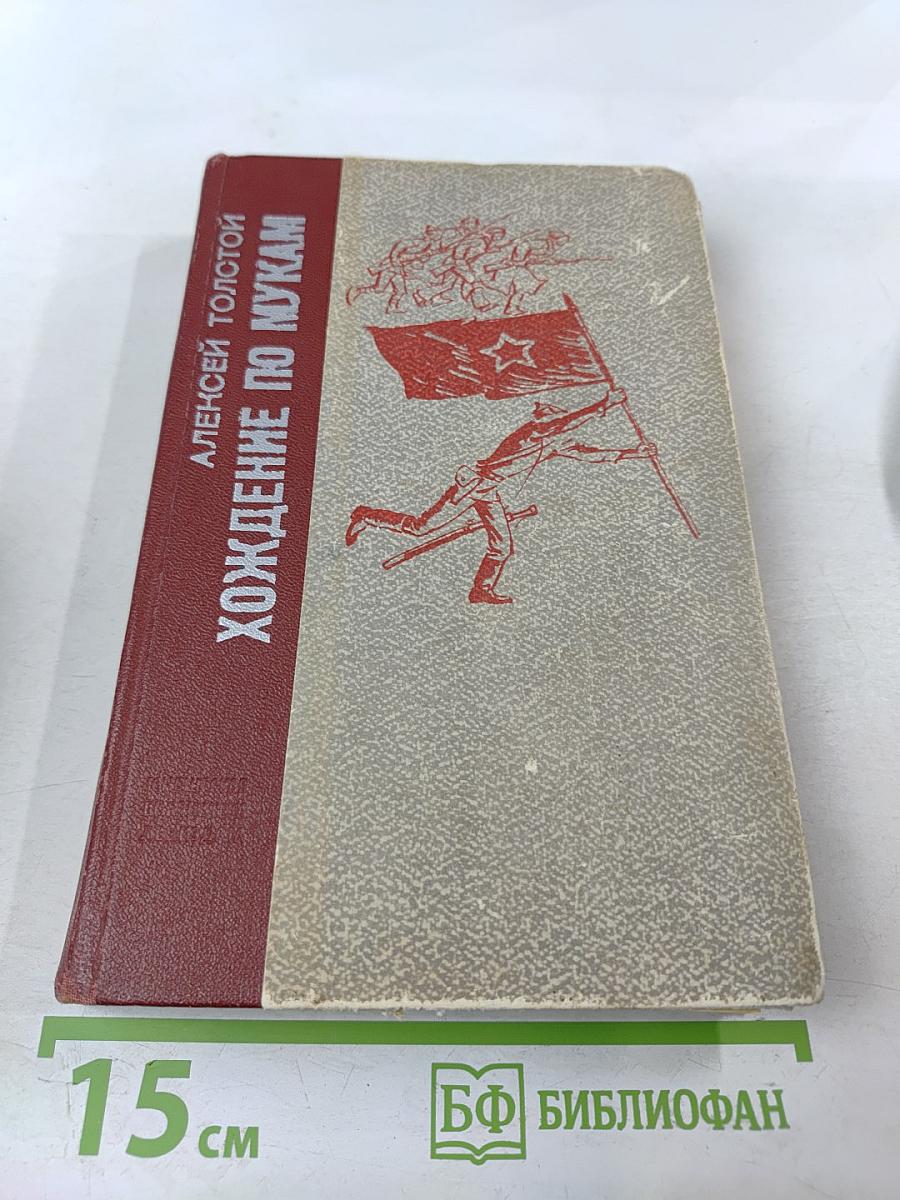 АЛЕКСЕЙ ТОЛСТОЙ
ХОЖДЕНИЕ ПО МУКАМ
15 см
БФ БИБЛИОФАН